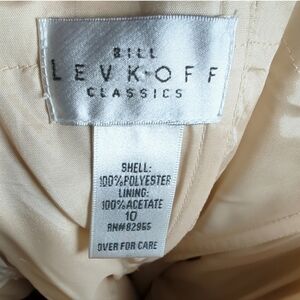 BILL
LEVKOFF
CLASSICS
SHELL:
100%POLYESTER
LINING:
100%ACETATE
10
RN#82955
OVER FOR CARE